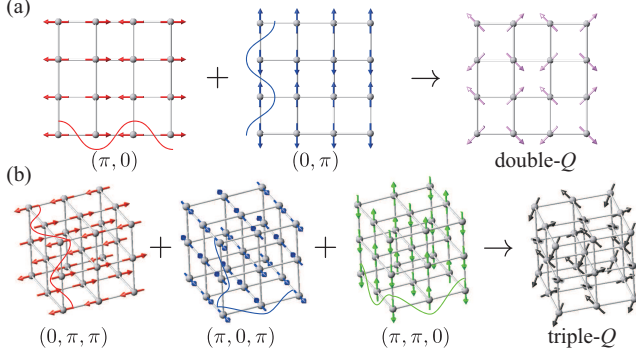 (a)
+ →
(π, 0) (0, π) double-Q
(b)
+ + →
(0, π, π) (π, 0, π) (π, π, 0) triple-Q